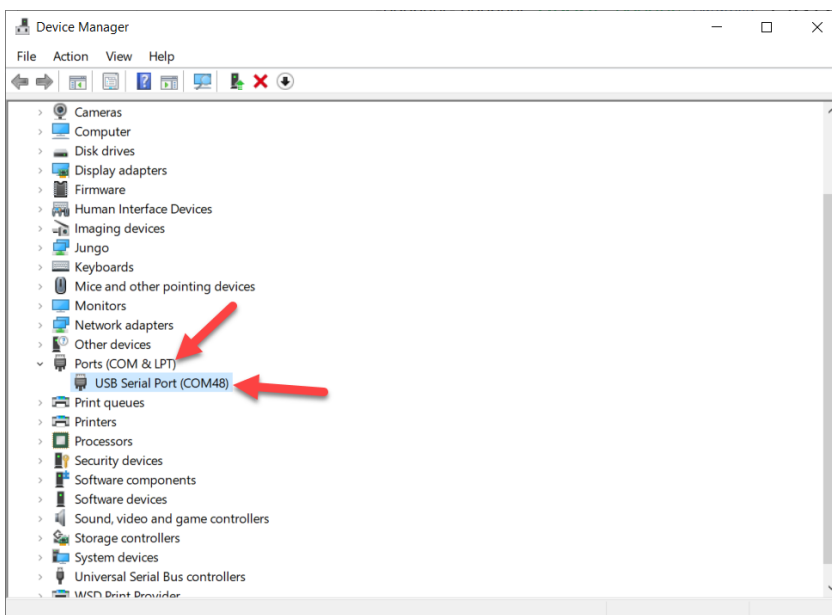 Device Manager
File Action View Help
Cameras
Computer
Disk drives
Display adapters
Firmware
Human Interface Devices
Imaging devices
Jungo
Keyboards
Mice and other pointing devices
Monitors
Network adapters
Other devices
Ports (COM & LPT)
USB Serial Port (COM48)
Print queues
Printers
Processors
Security devices
Software components
Software devices
Sound, video and game controllers
Storage controllers
System devices
Universal Serial Bus controllers
WSD Print Provider